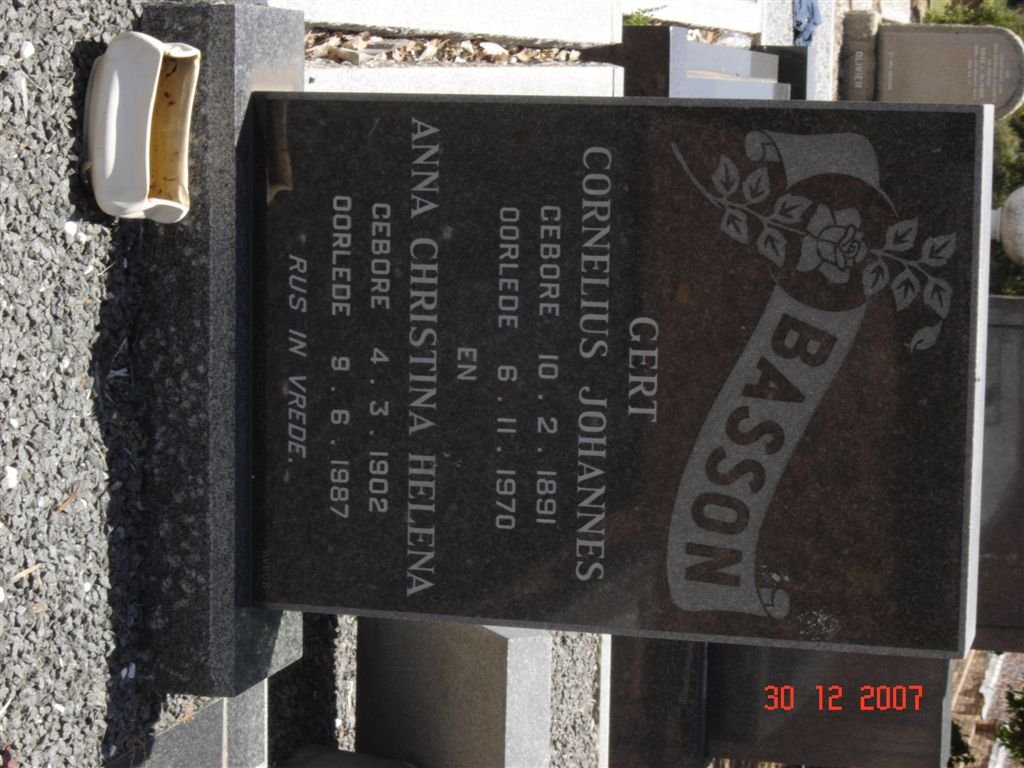 BASSON
GERT
CORNELIUS JOHANNES
GEBORE 10.2.1891
OORLEDE 6.11.1970
EN
ANNA CHRISTINA HELENA
GEBORE 4.3.1902
OORLEDE 9.6.1987
RUS IN VREDE.
OLIVIER
30 12 2007